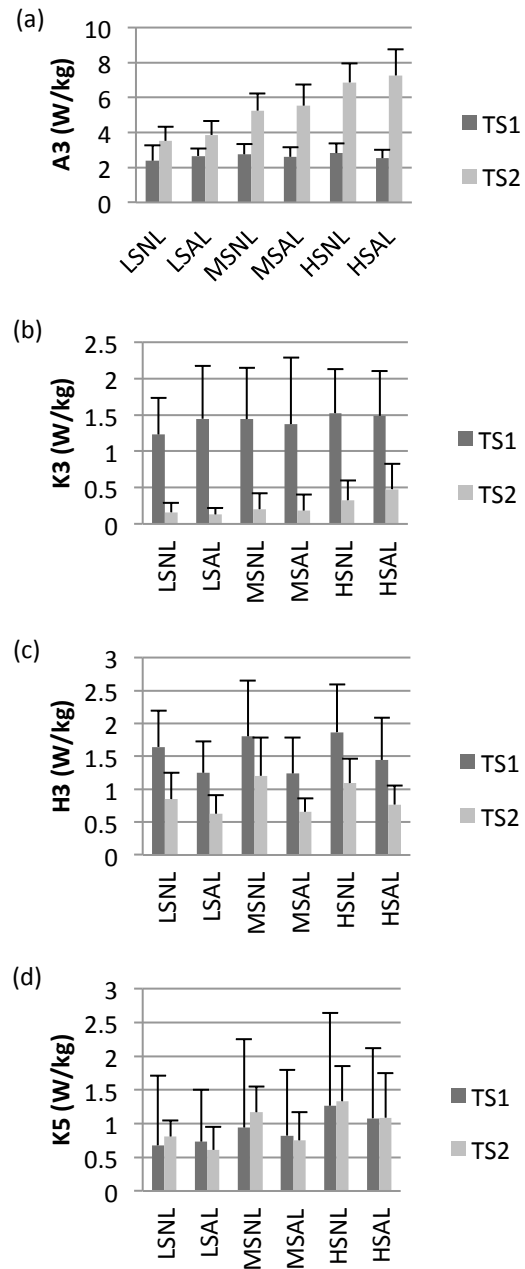 (a)
A3 (W/kg)
10
8
6
4
2
0
LSNL
LSAL
MSNL
MSAL
HSNL
HSAL
TS1
TS2
(b)
K3 (W/kg)
2.5
2
1.5
1
0.5
0
LSNL
LSAL
MSNL
MSAL
HSNL
HSAL
TS1
TS2
(c)
H3 (W/kg)
3
2.5
2
1.5
1
0.5
0
LSNL
LSAL
MSNL
MSAL
HSNL
HSAL
TS1
TS2
(d)
K5 (W/kg)
3
2.5
2
1.5
1
0.5
0
LSNL
LSAL
MSNL
MSAL
HSNL
HSAL
TS1
TS2